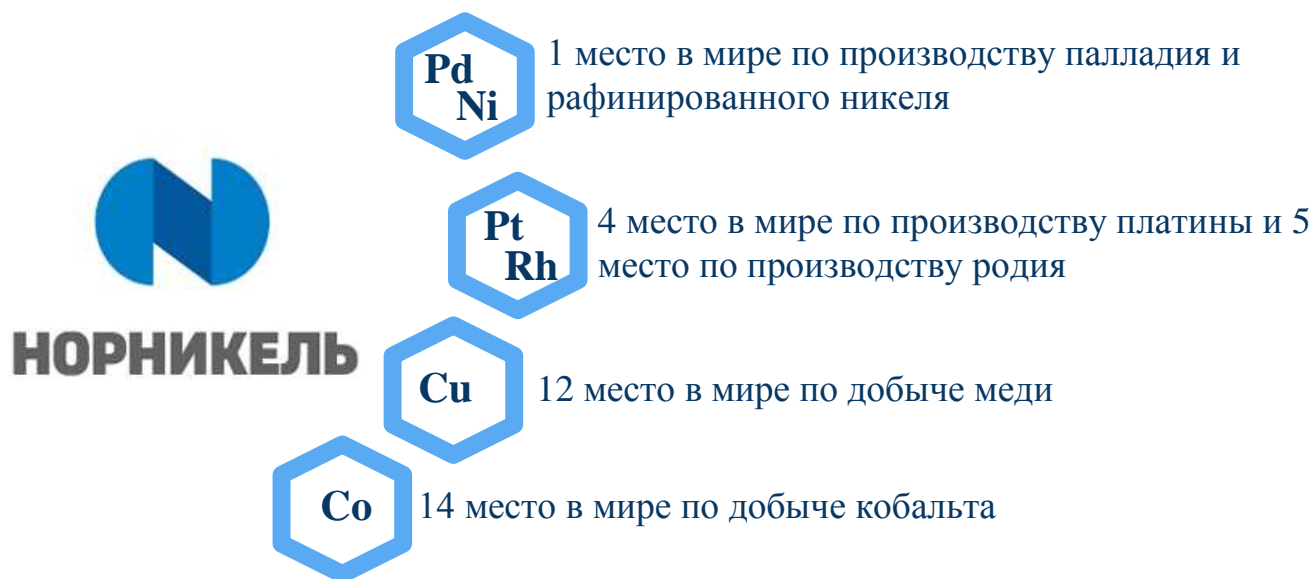 Pd
Ni
1 место в мире по производству палладия и
рафинированного никеля
НОРНИКЕЛЬ
Pt
Rh
4 место в мире по производству платины и 5
место по производству родия
Cu
12 место в мире по добыче меди
Co
14 место в мире по добыче кобальта